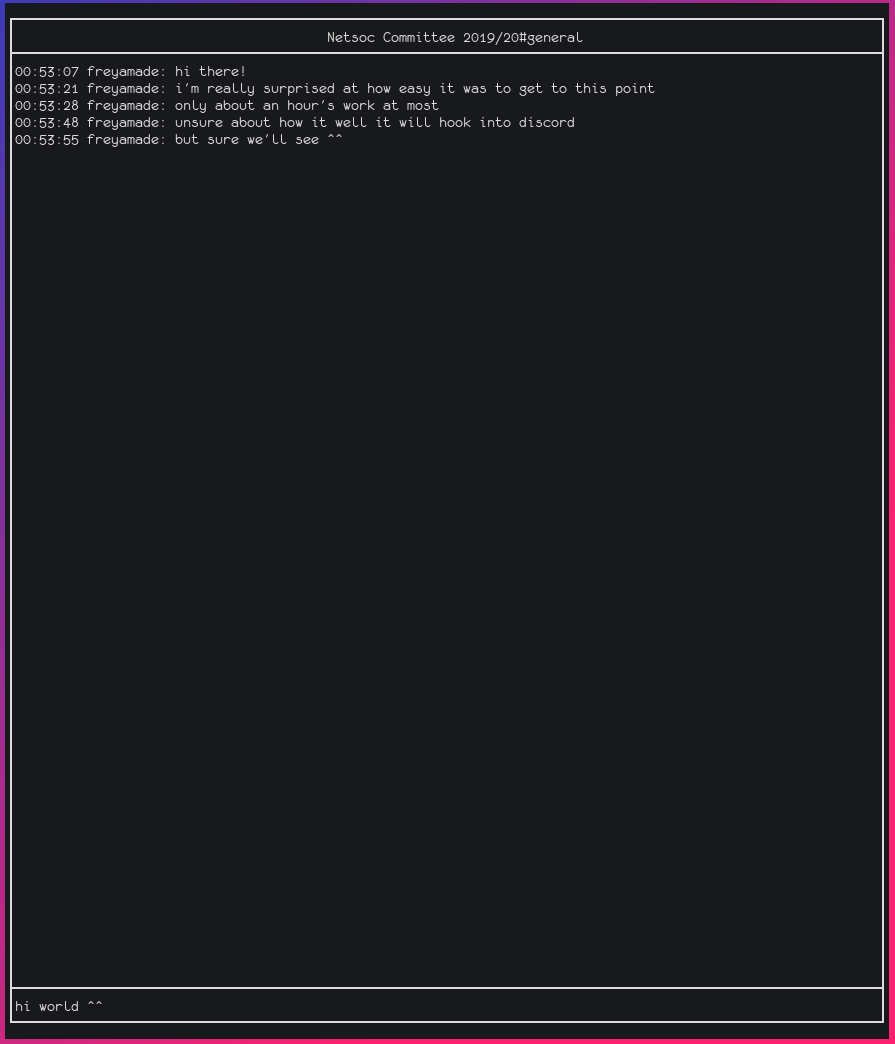 Netsoc Committee 2019/20#general
00:53:07 freyamade: hi there!
00:53:21 freyamade: i'm really surprised at how easy it was to get to this point
00:53:28 freyamade: only about an hour's work at most
00:53:48 freyamade: unsure about how it well it will hook into discord
00:53:55 freyamade: but sure we'll see ^^
hi world ^^